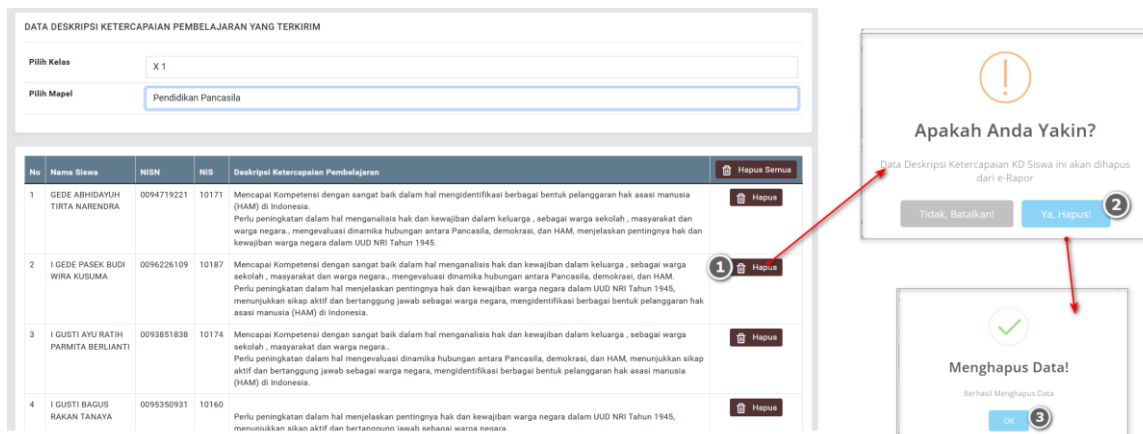 DATA DESKRIPSI KETERCAPAIAN PEMBELAJARAN YANG TERKIRIM
Pilih Kelas
X 1
Pilih Mapel
Pendidikan Pancasila
No Nama Siswa NISN NIS Deskripsi Ketercapaian Pembelajaran Hapus Semua
1 GEDE ABHIDAYUH 0094719221 10171 Mencapai Kompetensi dengan sangat baik dalam hal mengidentifikasi berbagai bentuk pelanggaran hak asasi manusia Hapus
TIRTA NARENDRA (HAM) di Indonesia.
Perlu peningkatan dalam hal menganalisis hak dan kewajiban dalam keluarga , sebagai warga sekolah , masyarakat dan
warga negara., mengevaluasi dinamika hubungan antara Pancasila, demokrasi, dan HAM, menjelaskan pentingnya hak dan
kewajiban warga negara dalam UUD NRI Tahun 1945.
2 I GEDE PASEK BUDI 0096226109 10187 Mencapai Kompetensi dengan sangat baik dalam hal menganalisis hak dan kewajiban dalam keluarga , sebagai warga 1 Hapus
WIRA KUSUMA sekolah , masyarakat dan warga negara., mengevaluasi dinamika hubungan antara Pancasila, demokrasi, dan HAM.
Perlu peningkatan dalam hal menjelaskan pentingnya hak dan kewajiban warga negara dalam UUD NRI Tahun 1945,
menunjukkan sikap aktif dan bertanggung jawab sebagai warga negara, mengidentifikasi berbagai bentuk pelanggaran hak
asasi manusia (HAM) di Indonesia.
3 I GUSTI AYU RATIH 0093851838 10174 Mencapai Kompetensi dengan sangat baik dalam hal menganalisis hak dan kewajiban dalam keluarga , sebagai warga Hapus
PARMITA BERLIANTI sekolah , masyarakat dan warga negara..
Perlu peningkatan dalam hal mengevaluasi dinamika hubungan antara Pancasila, demokrasi, dan HAM, menunjukkan sikap
aktif dan bertanggung jawab sebagai warga negara, mengidentifikasi berbagai bentuk pelanggaran hak asasi manusia
(HAM) di Indonesia.
4 I GUSTI BAGUS 0095350931 10160 Hapus
RAKAN TANAYA Perlu peningkatan dalam hal menjelaskan pentingnya hak dan kewajiban warga negara dalam UUD NRI Tahun 1945,
menunjukkan sikap aktif dan bertanggung jawab sebagai warga negara.
Apakah Anda Yakin?
Data Deskripsi Ketercapaian KD Siswa ini akan dihapus
dari e-Rapor
Tidak, Batalkan! Ya, Hapus! 2
Menghapus Data!
Berhasil Menghapus Data
OK 3